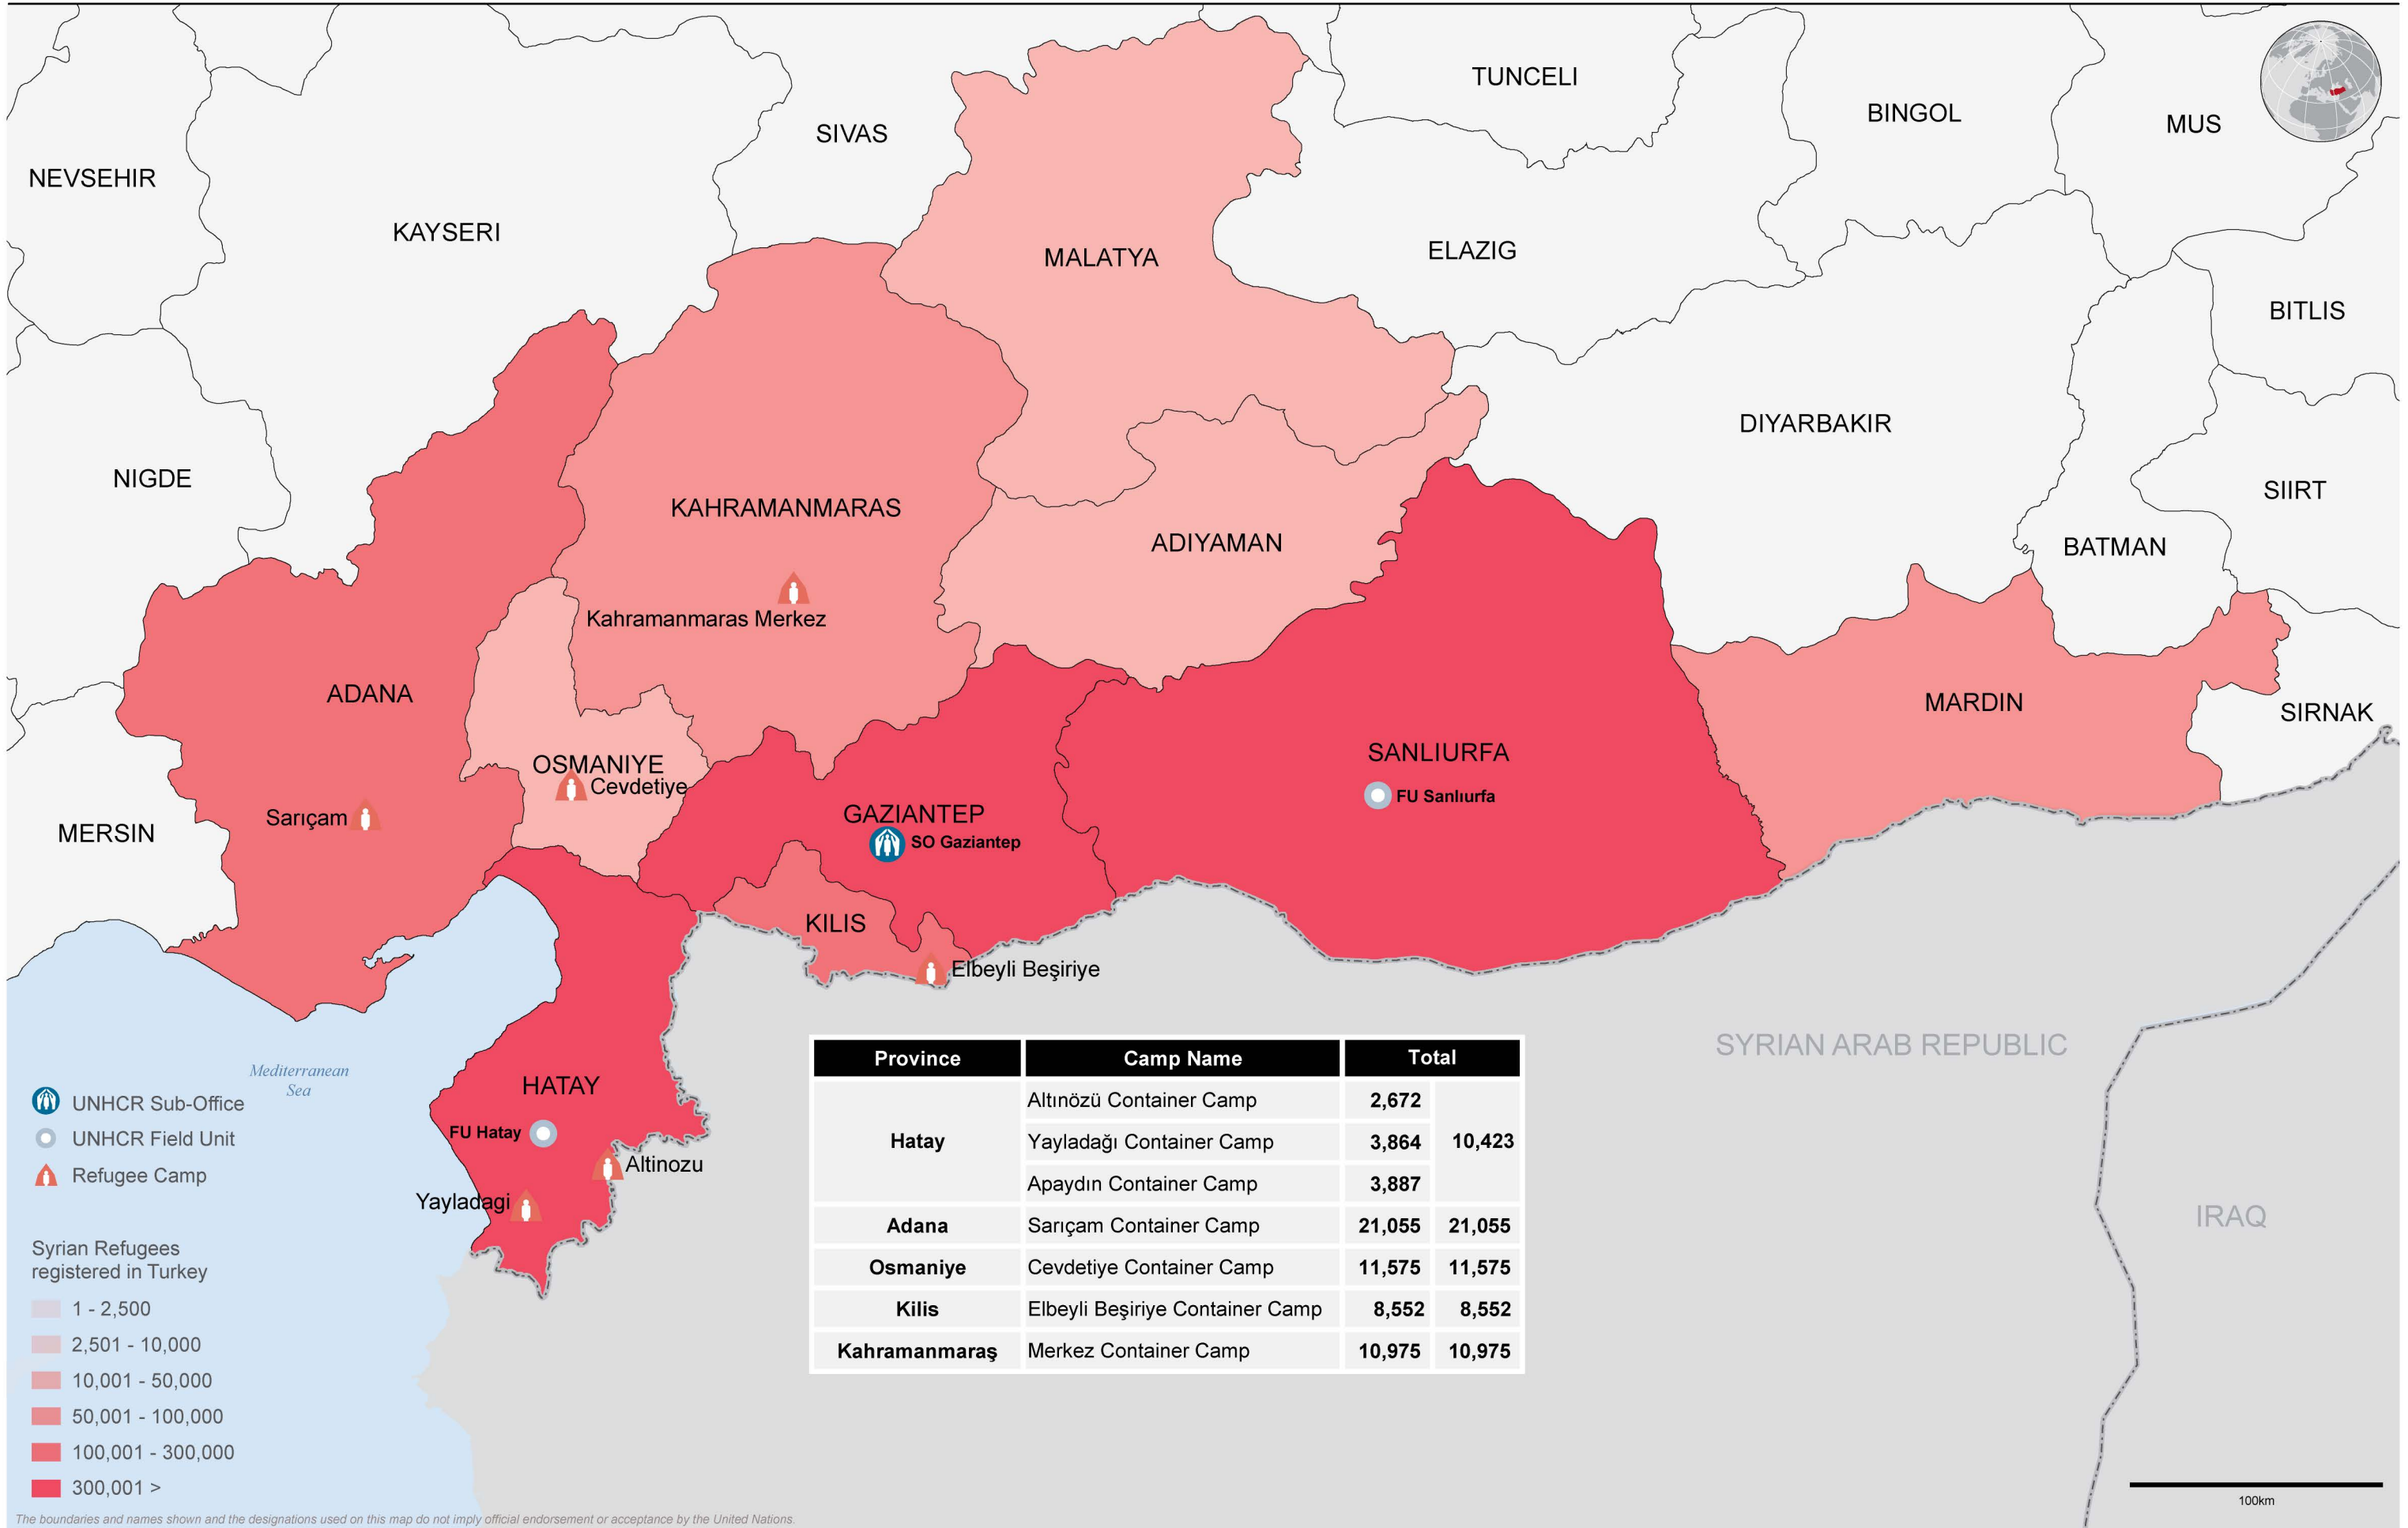 TUNCELI
BINGOL
MUS
SIVAS
NEVSEHIR
KAYSERI
MALATYA
ELAZIG
BITLIS
DIYARBAKIR
NIGDE
SIIRT
KAHRAMANMARAS
ADIYAMAN
BATMAN
Kahramanmaras Merkez
ADANA
MARDIN
SIRNAK
OSMANIYE
Cevdetiye
SANLIURFA
FU Sanlıurfa
Sarıçam
GAZIANTEP
SO Gaziantep
MERSIN
KILIS
Elbeyli Beşiriye
SYRIAN ARAB REPUBLIC
IRAQ
Mediterranean
Sea
HATAY
FU Hatay
Altinozu
Yayladagi
UNHCR Sub-Office
UNHCR Field Unit
Refugee Camp
Syrian Refugees
registered in Turkey
1 - 2,500
2,501 - 10,000
10,001 - 50,000
50,001 - 100,000
100,001 - 300,000
300,001 >
Province Camp Name Total
Altınözü Container Camp 2,672
Hatay Yayladağı Container Camp 3,864 10,423
Apaydın Container Camp 3,887
Adana Sarıçam Container Camp 21,055 21,055
Osmaniye Cevdetiye Container Camp 11,575 11,575
Kilis Elbeyli Beşiriye Container Camp 8,552 8,552
Kahramanmaraş Merkez Container Camp 10,975 10,975
100km
The boundaries and names shown and the designations used on this map do not imply official endorsement or acceptance by the United Nations.